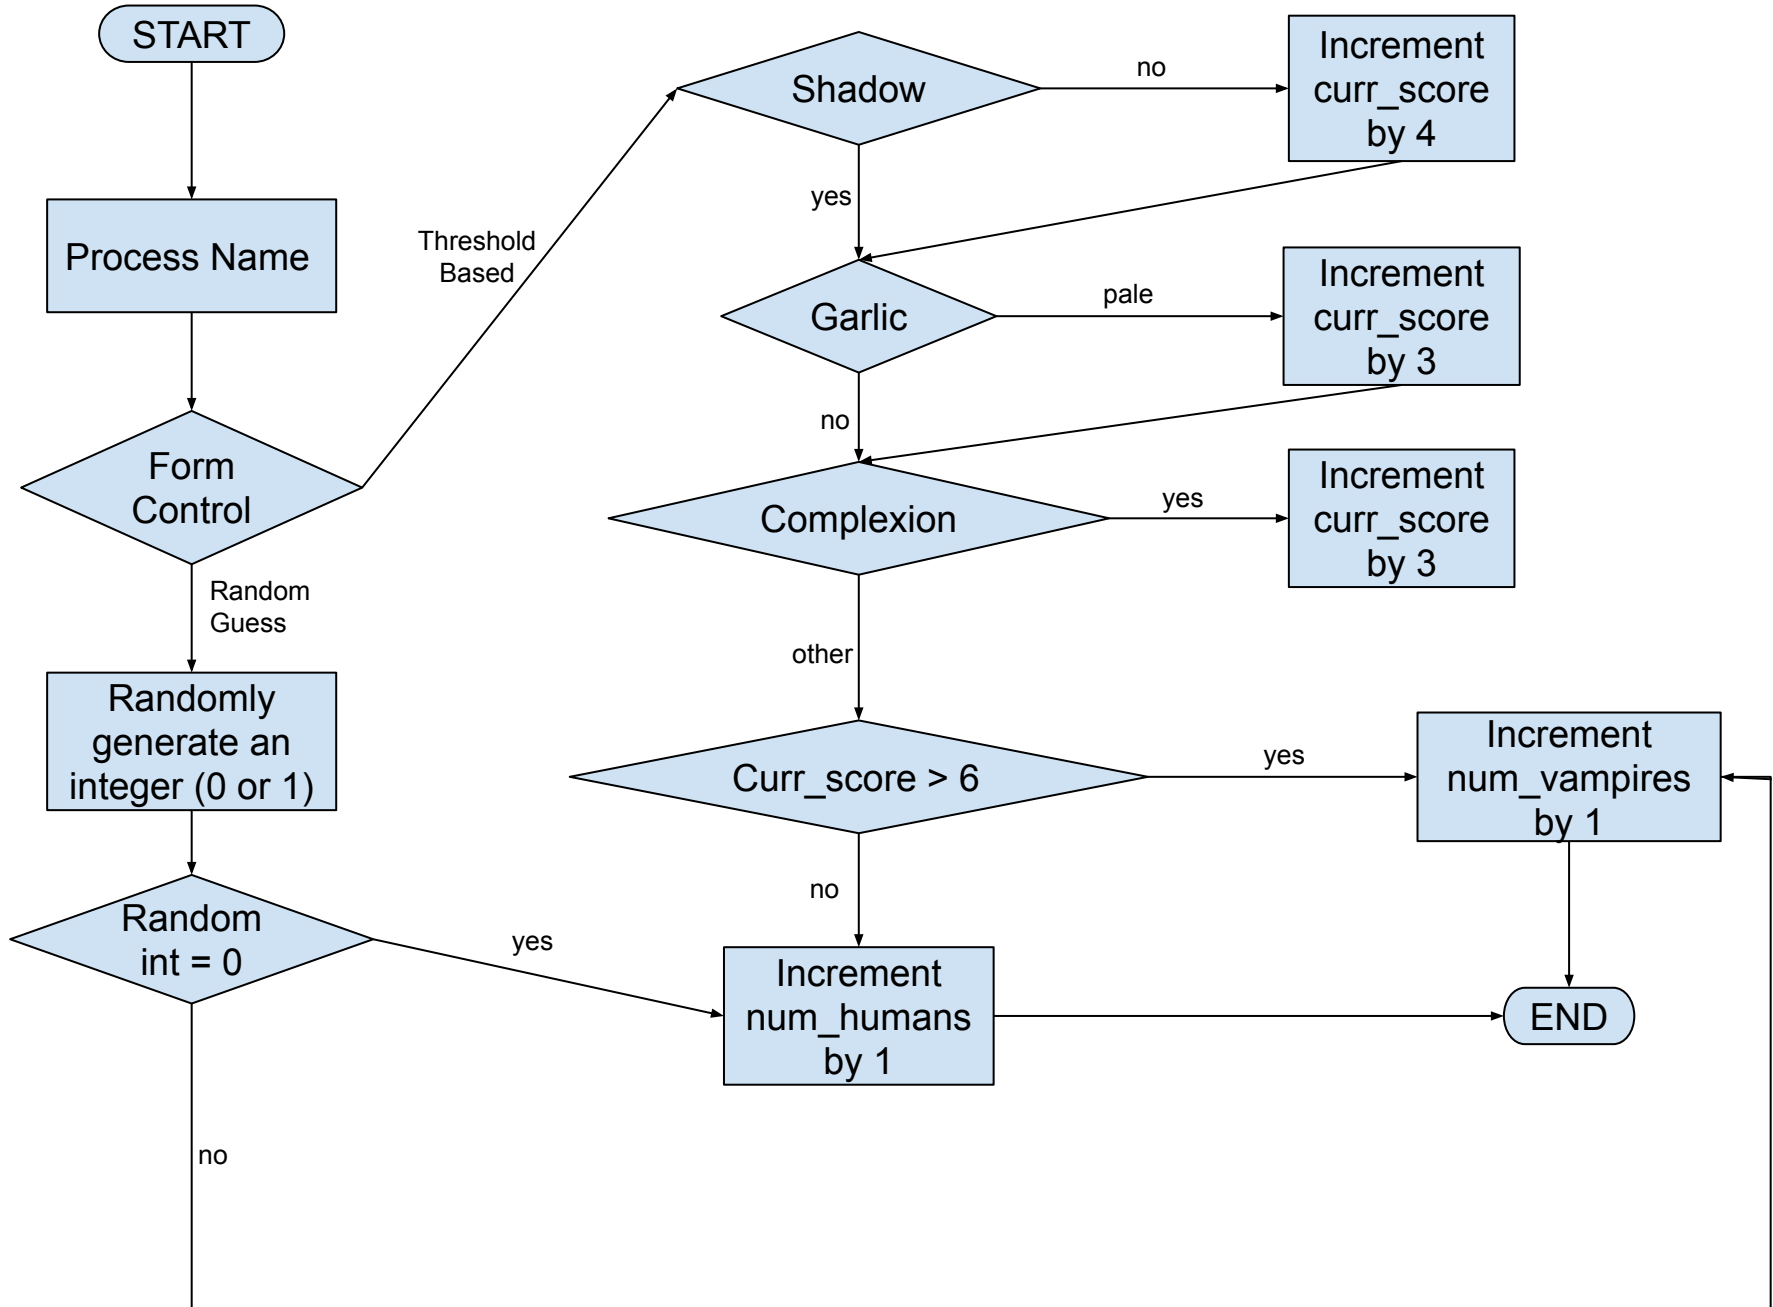 START
Process Name
Form
Control
Threshold
Based
Random
Guess
Randomly
generate an
integer (0 or 1)
Random
int = 0
yes
no
Shadow
no
Increment
curr_score
by 4
yes
Garlic
pale
Increment
curr_score
by 3
no
Complexion
yes
Increment
curr_score
by 3
other
Curr_score > 6
yes
Increment
num_vampires
by 1
no
Increment
num_humans
by 1
END